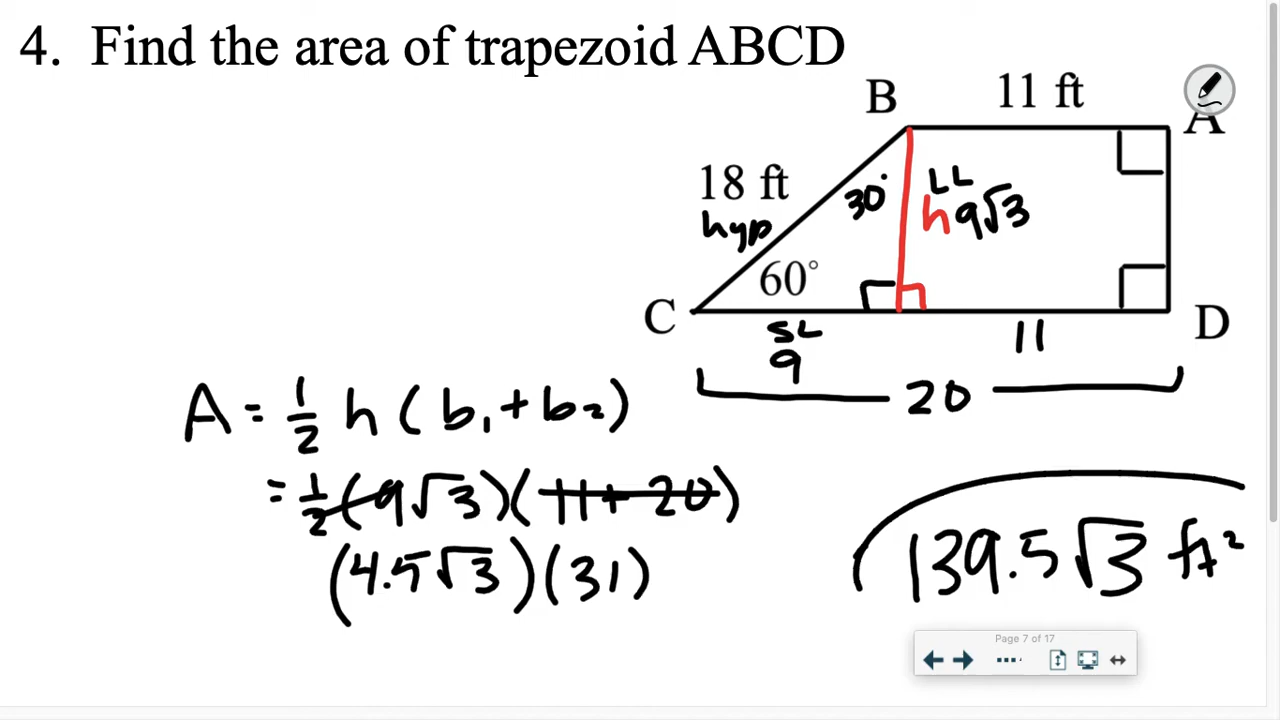 4. Find the area of trapezoid ABCD
B
11 ft
A
18 ft
hyp
30°
LL
h 9√3
60°
C
SL
9
11
D
20
A = 1/2 h (b₁ + b₂)
= 1/2 (9√3)(11 + 20)
(4.5√3)(31)
139.5√3 ft²
Page 7 of 17